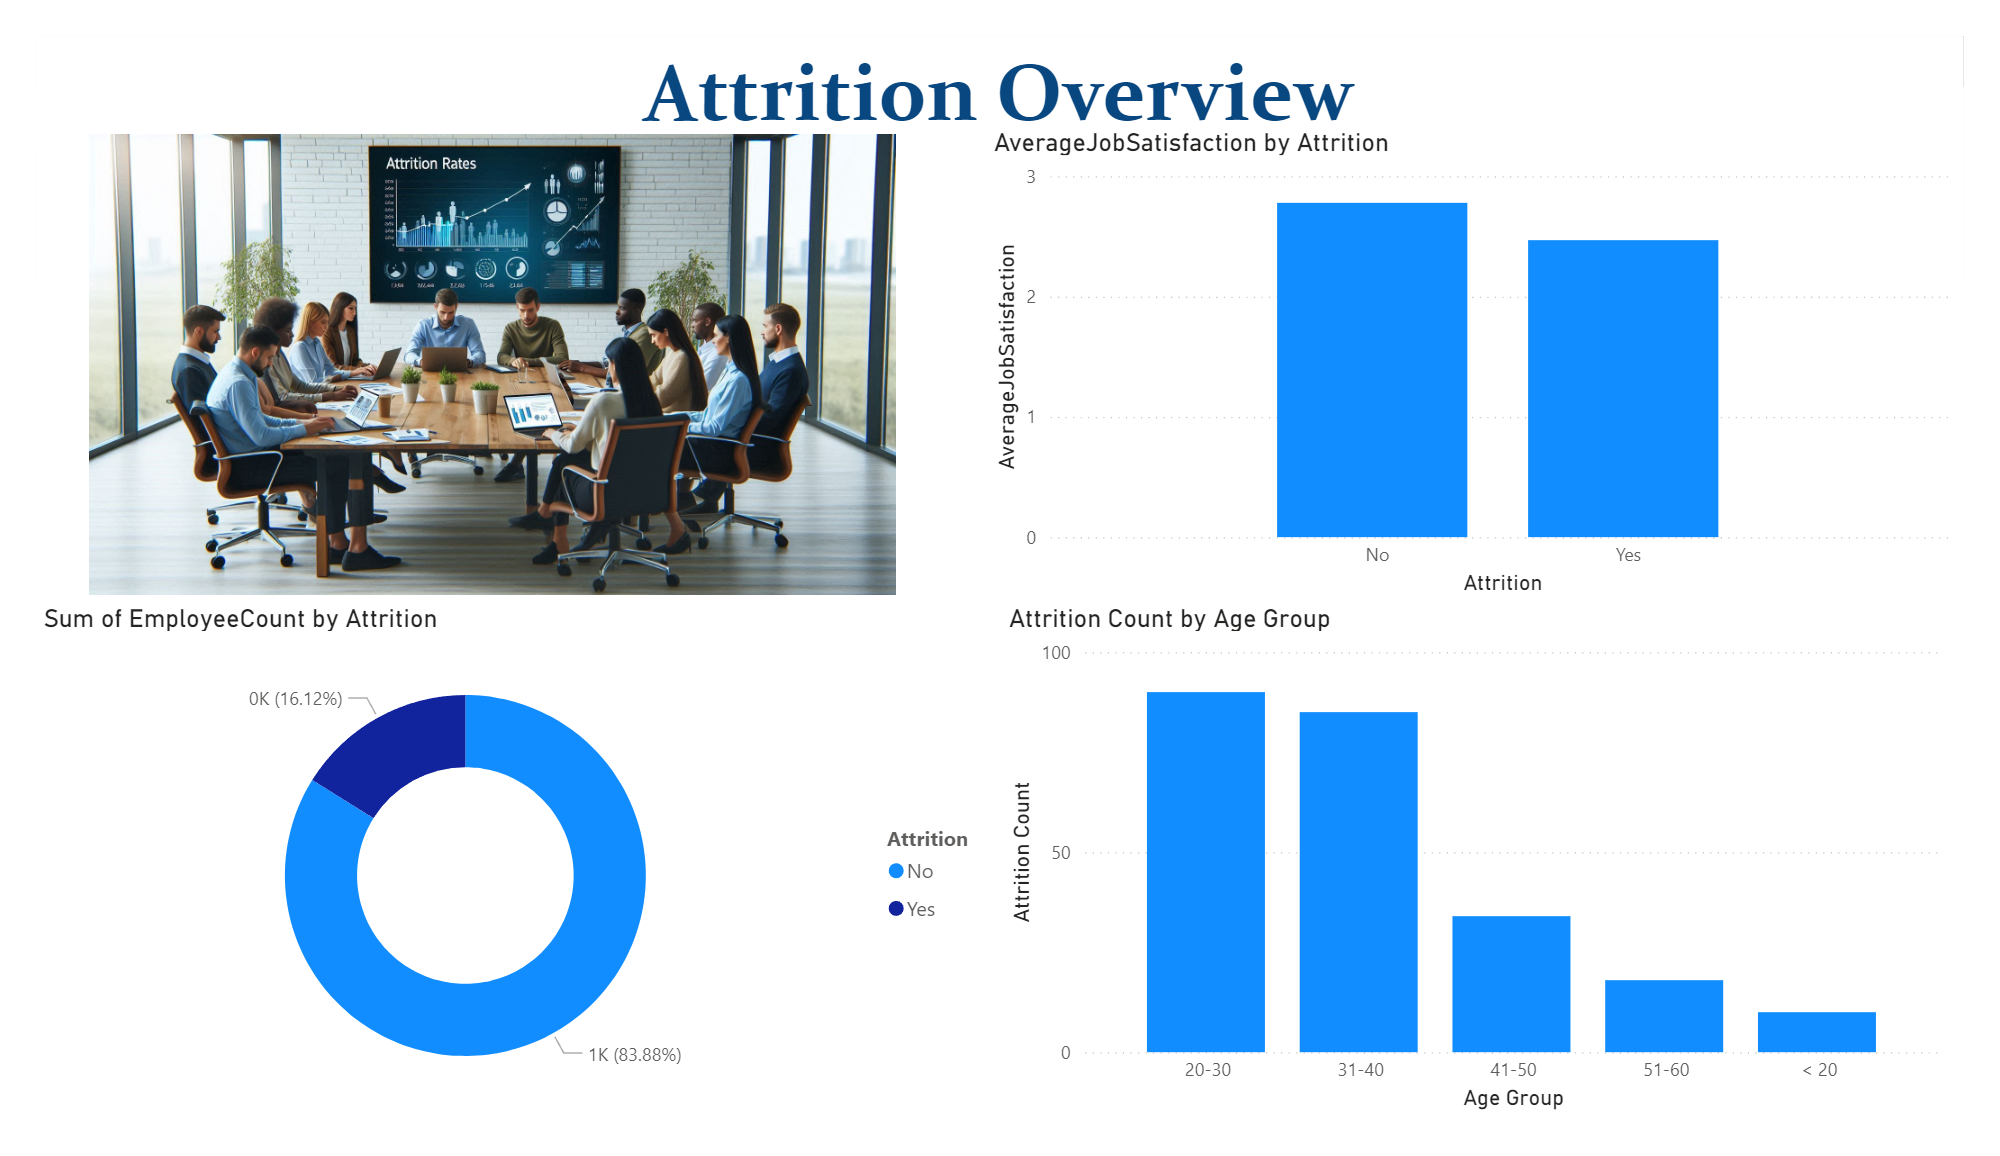 Attrition Overview
Attrition Rates
AverageJobSatisfaction by Attrition
AverageJobSatisfaction
3
2
1
0
No
Yes
Attrition
Sum of EmployeeCount by Attrition
0K (16.12%)
1K (83.88%)
Attrition
No
Yes
Attrition Count by Age Group
Attrition Count
100
50
0
20-30
31-40
41-50
51-60
< 20
Age Group